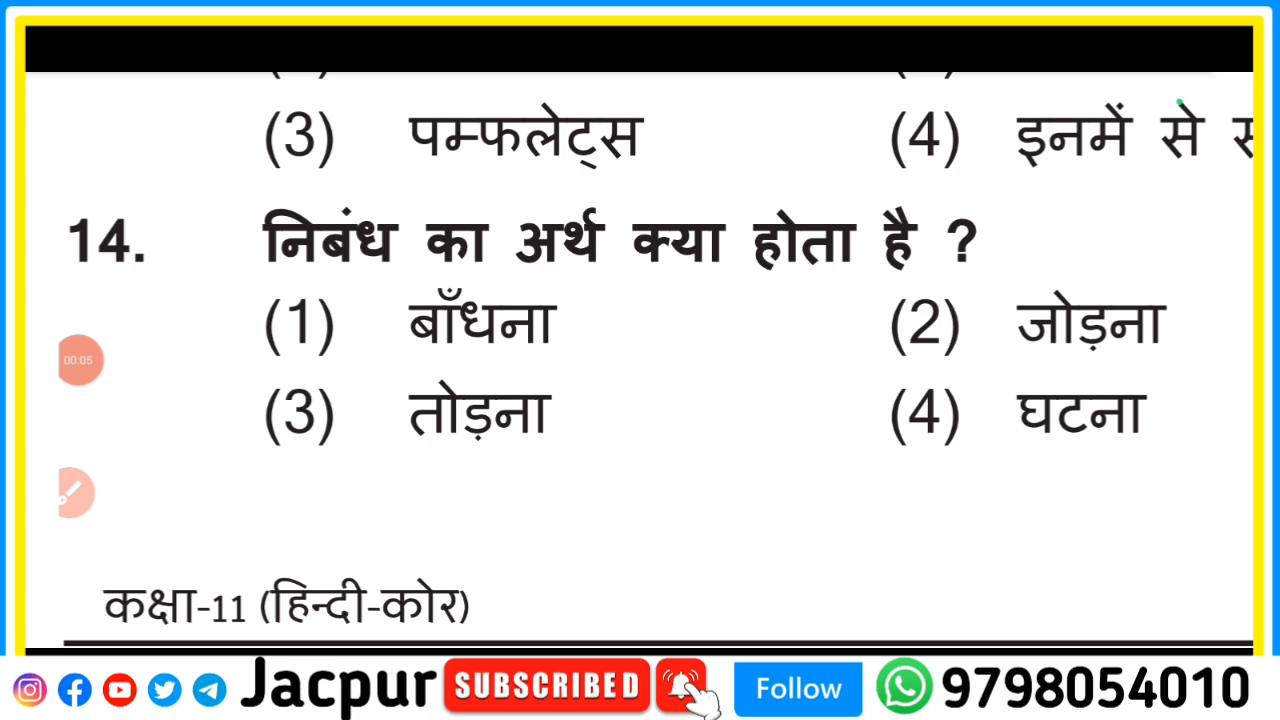 (3) पम्फलेट्स (4) इनमें से
14. निबंध का अर्थ क्या होता है ?
(1) बाँधना (2) जोड़ना
00:05
(3) तोड़ना (4) घटना
कक्षा-11 (हिन्दी-कोर)
Jacpur SUBSCRIBED Follow 9798054010